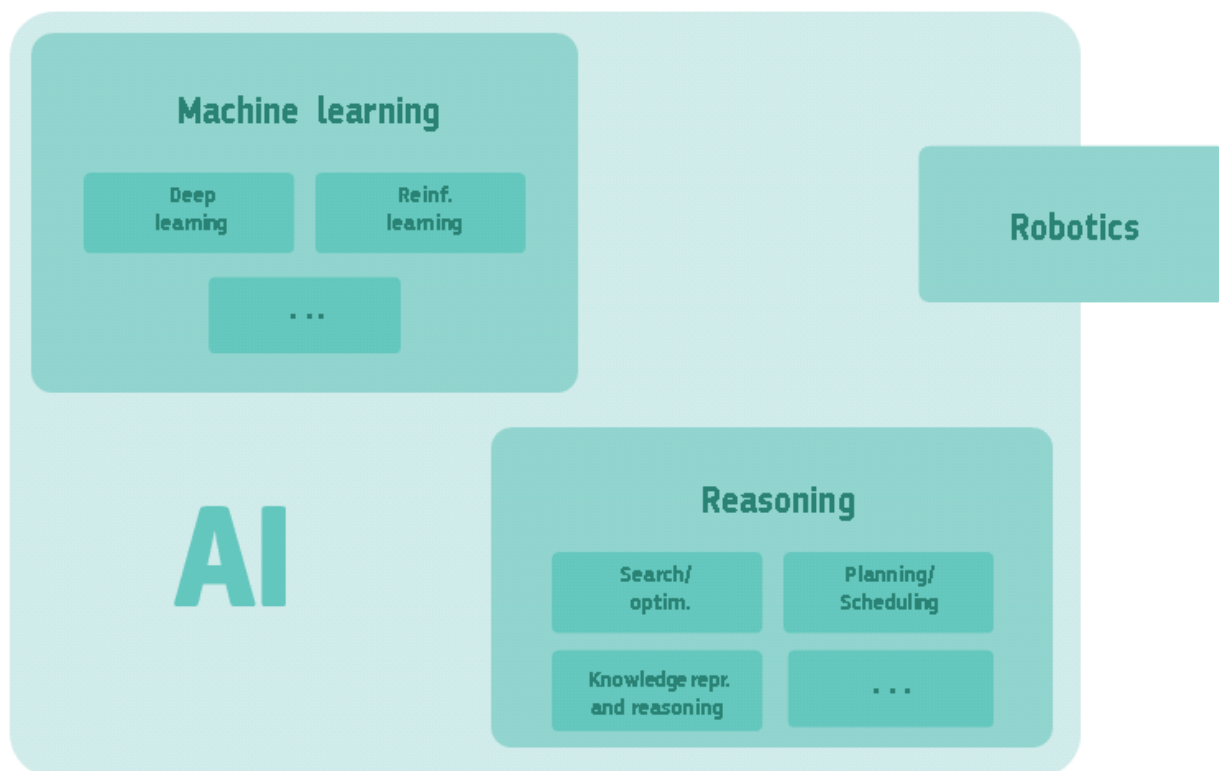 Machine learning
Deep
learning
Reinf.
learning
...
Robotics
AI
Reasoning
Search/
optim.
Planning/
Scheduling
Knowledge repr.
and reasoning
...